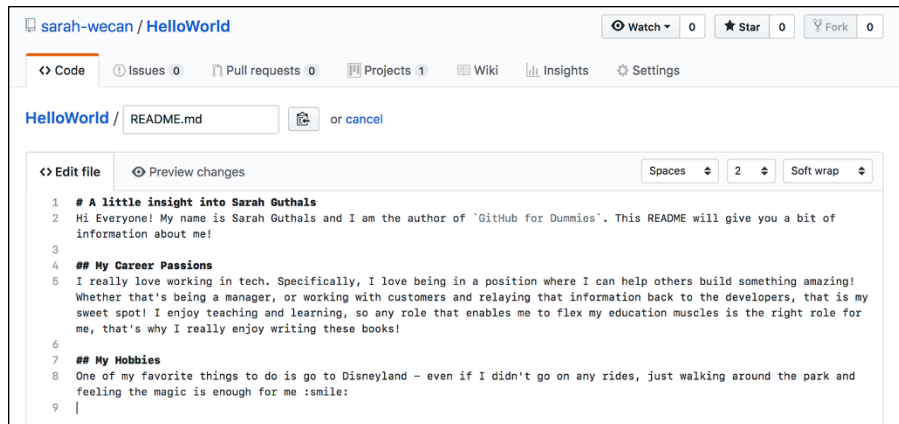 sarah-wecan / HelloWorld
Watch 0 Star 0 Fork 0
Code Issues 0 Pull requests 0 Projects 1 Wiki Insights Settings
HelloWorld / README.md or cancel
<> Edit file Preview changes Spaces 2 Soft wrap
1 # A little insight into Sarah Guthals
2 Hi Everyone! My name is Sarah Guthals and I am the author of `GitHub for Dummies`. This README will give you a bit of
information about me!
3
4 ## My Career Passions
5 I really love working in tech. Specifically, I love being in a position where I can help others build something amazing!
Whether that's being a manager, or working with customers and relaying that information back to the developers, that is my
sweet spot! I enjoy teaching and learning, so any role that enables me to flex my education muscles is the right role for
me, that's why I really enjoy writing these books!
6
7 ## My Hobbies
8 One of my favorite things to do is go to Disneyland – even if I didn't go on any rides, just walking around the park and
feeling the magic is enough for me :smile:
9